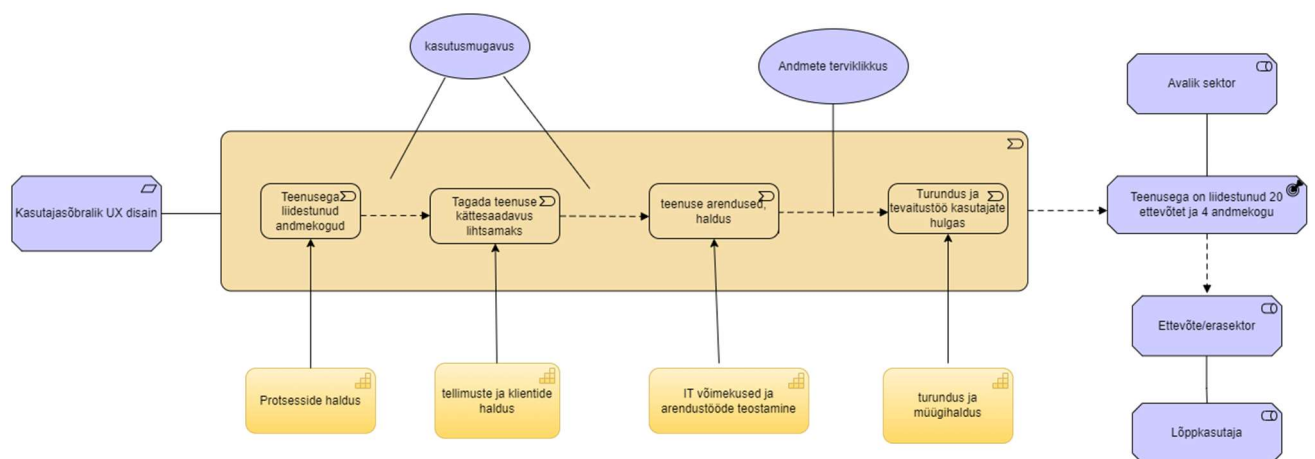 kasutusmugavus
Andmete terviklikkus
Avalik sektor
Kasutajasõbralik UX disain
Teenusega
liidestunud
andmekogud
Tagada teenuse
kättesaadavus
lihtsamaks
teenuse arendused,
haldus
Turundus ja
tevaitustöö kasutajate
hulgas
Teenusega on liidestunud 20
ettevõtet ja 4 andmekogu
Ettevõte/erasektor
Protsesside haldus
tellimuste ja klientide
haldus
IT võimekused ja
arendustööde teostamine
turundus ja
müügihaldus
Lõppkasutaja